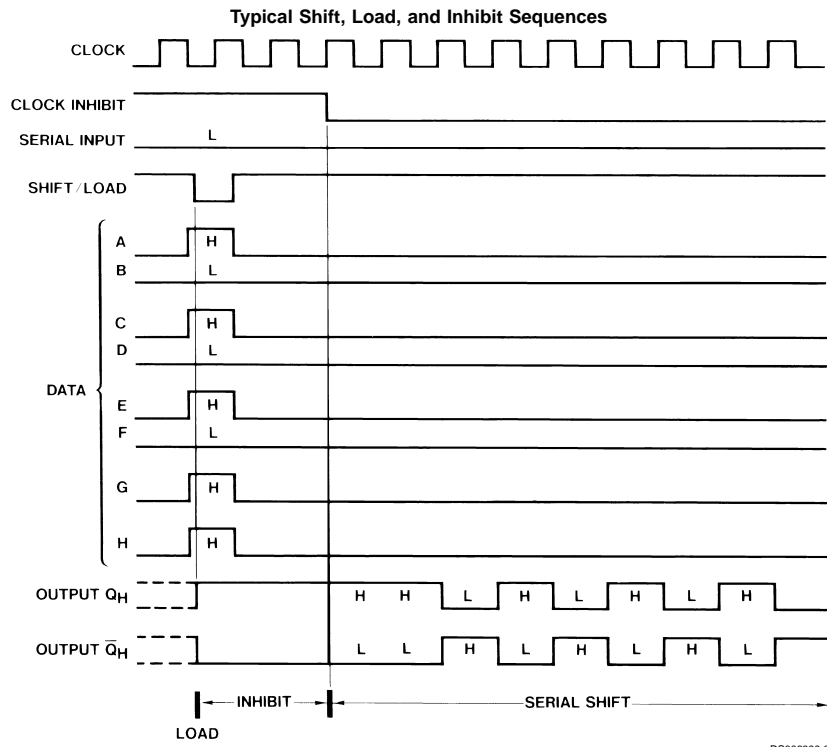 Typical Shift, Load, and Inhibit Sequences
CLOCK
CLOCK INHIBIT
SERIAL INPUT L
SHIFT/LOAD
DATA
A H
B L
C H
D L
E H
F L
G H
H H
OUTPUT QH H H L H L H L H
OUTPUT Q̅H L L H L H L H L
INHIBIT SERIAL SHIFT
LOAD